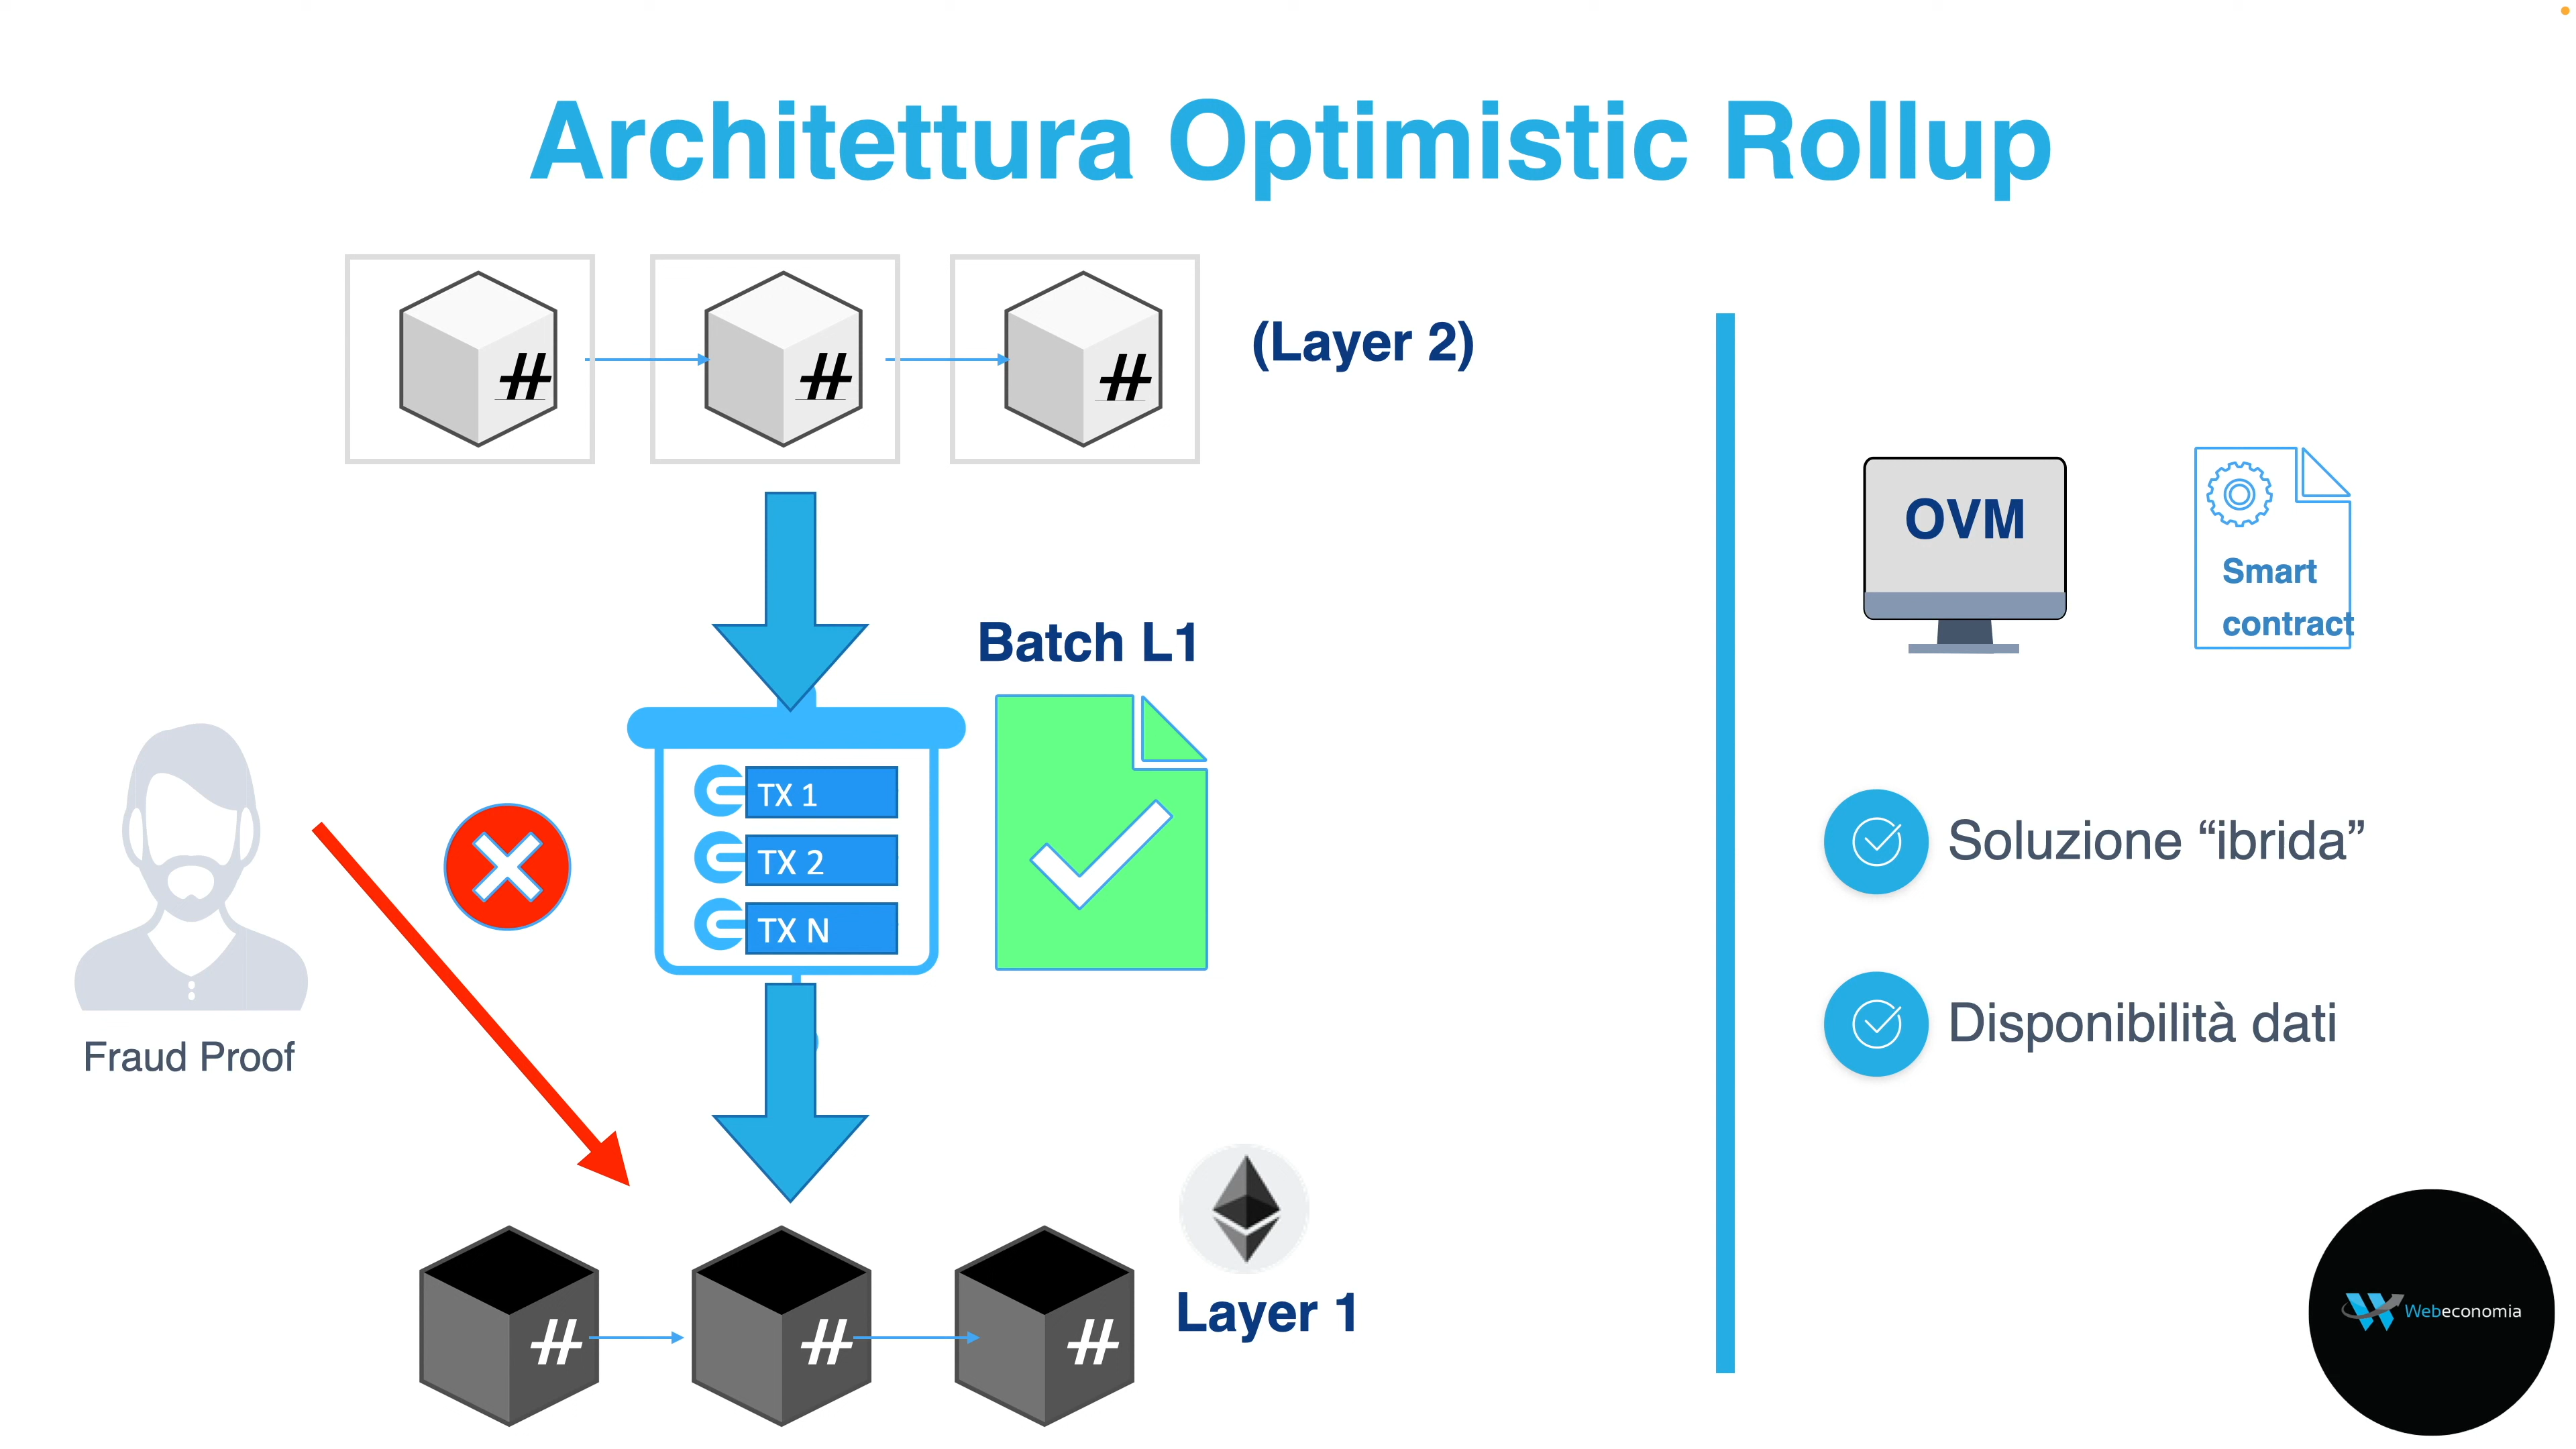 Architettura Optimistic Rollup
#
#
#
(Layer 2)
Batch L1
TX 1
TX 2
TX N
Fraud Proof
#
#
#
Layer 1
OVM
Smart
contract
Soluzione “ibrida”
Disponibilità dati
Webeconomia